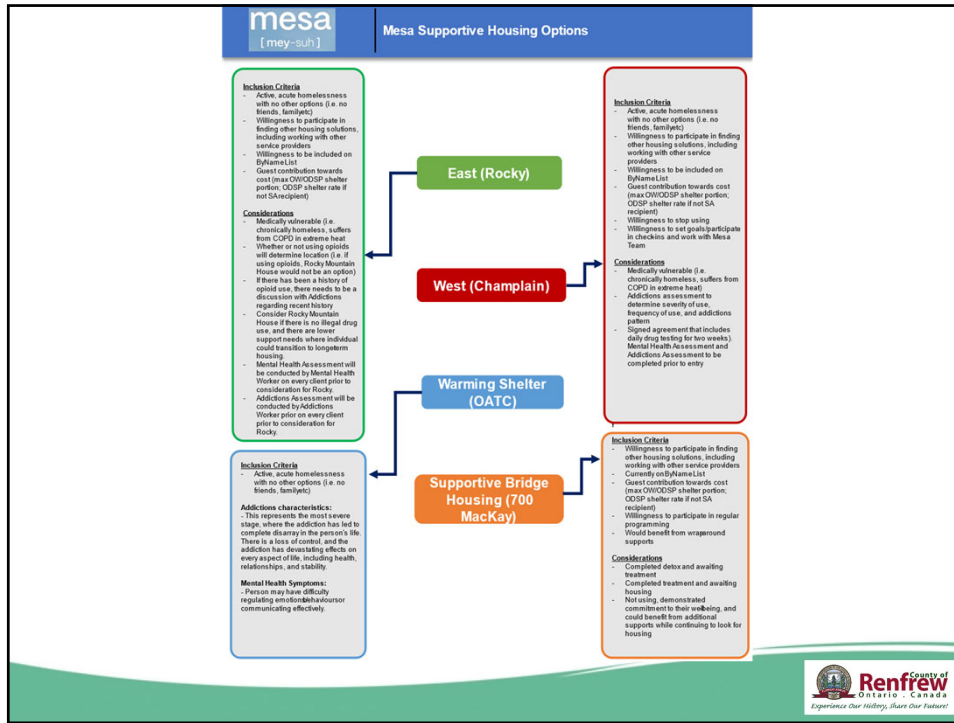 mesa
[ mey-suh ]
Mesa Supportive Housing Options
Inclusion Criteria
- Active, acute homelessness
with no other options (i.e. no
friends, familyetc)
- Willingness to participate in
finding other housing solutions,
including working with other
service providers
- Willingness to be included on
ByName List
- Guest contribution towards
cost (max OW/ODSP shelter
portion; ODSP shelter rate if
not SA recipient)
Considerations
- Medically vulnerable (i.e.
chronically homeless, suffers
from COPD in extreme heat)
- Whether or not using opioids
will determine location (i.e. if
using opioids, Rocky Mountain
House would not be an option)
- If there has been a history of
opioid use, there needs to be a
discussion with Addictions
regarding recent history
- Consider Rocky Mountain
House if there is no illegal drug
use, and there are lower
support needs where individual
could transition to longterm
housing.
- Mental Health Assessment will
be conducted by Mental Health
Worker on every client prior to
consideration for Rocky.
- Addictions Assessment will be
conducted by Addictions
Worker prior on every client
prior to consideration for
Rocky.
East (Rocky)
West (Champlain)
Inclusion Criteria
- Active, acute homelessness
with no other options (i.e. no
friends, familyetc)
- Willingness to participate in finding
other housing solutions, including
working with other service
providers
- Willingness to be included on
ByName List
- Guest contribution towards cost
(max OW/ODSP shelter portion;
ODSP shelter rate if not SA
recipient)
- Willingness to stop using
- Willingness to set goals/participate
in check-ins and work with Mesa
Team
Considerations
- Medically vulnerable (i.e.
chronically homeless, suffers from
COPD in extreme heat)
- Addictions assessment to
determine severity of use,
frequency of use, and addictions
pattern
- Signed agreement that includes
daily drug testing for two weeks).
Mental Health Assessment and
Addictions Assessment to be
completed prior to entry
Warming Shelter
(OATC)
Supportive Bridge
Housing (700
MacKay)
Inclusion Criteria
- Active, acute homelessness
with no other options (i.e. no
friends, familyetc)
Addictions characteristics:
- This represents the most severe
stage, where the addiction has led to
complete disarray in the person's life.
There is a loss of control, and the
addiction has devastating effects on
every aspect of life, including health,
relationships, and stability.
Mental Health Symptoms:
- Person may have difficulty
regulating emotionsbehavioursor
communicating effectively.
Inclusion Criteria
- Willingness to participate in finding
other housing solutions, including
working with other service providers
- Currently onByName List
- Guest contribution towards cost
(max OW/ODSP shelter portion;
ODSP shelter rate if not SA
recipient)
- Willingness to participate in regular
programming
- Would benefit from wraparound
supports
Considerations
- Completed detox and awaiting
treatment
- Completed treatment and awaiting
housing
- Not using, demonstrated
commitment to their wellbeing, and
could benefit from additional
supports while continuing to look for
housing
County of
Renfrew
Ontario . Canada
Experience Our History, Share Our Future!